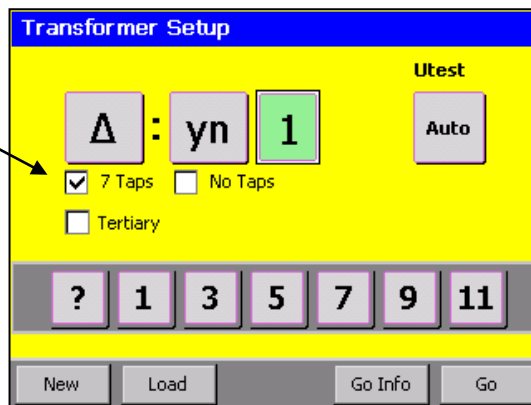 Transformer Setup
Utest
Δ : yn 1 Auto
7 Taps No Taps
Tertiary
? 1 3 5 7 9 11
New Load Go Info Go